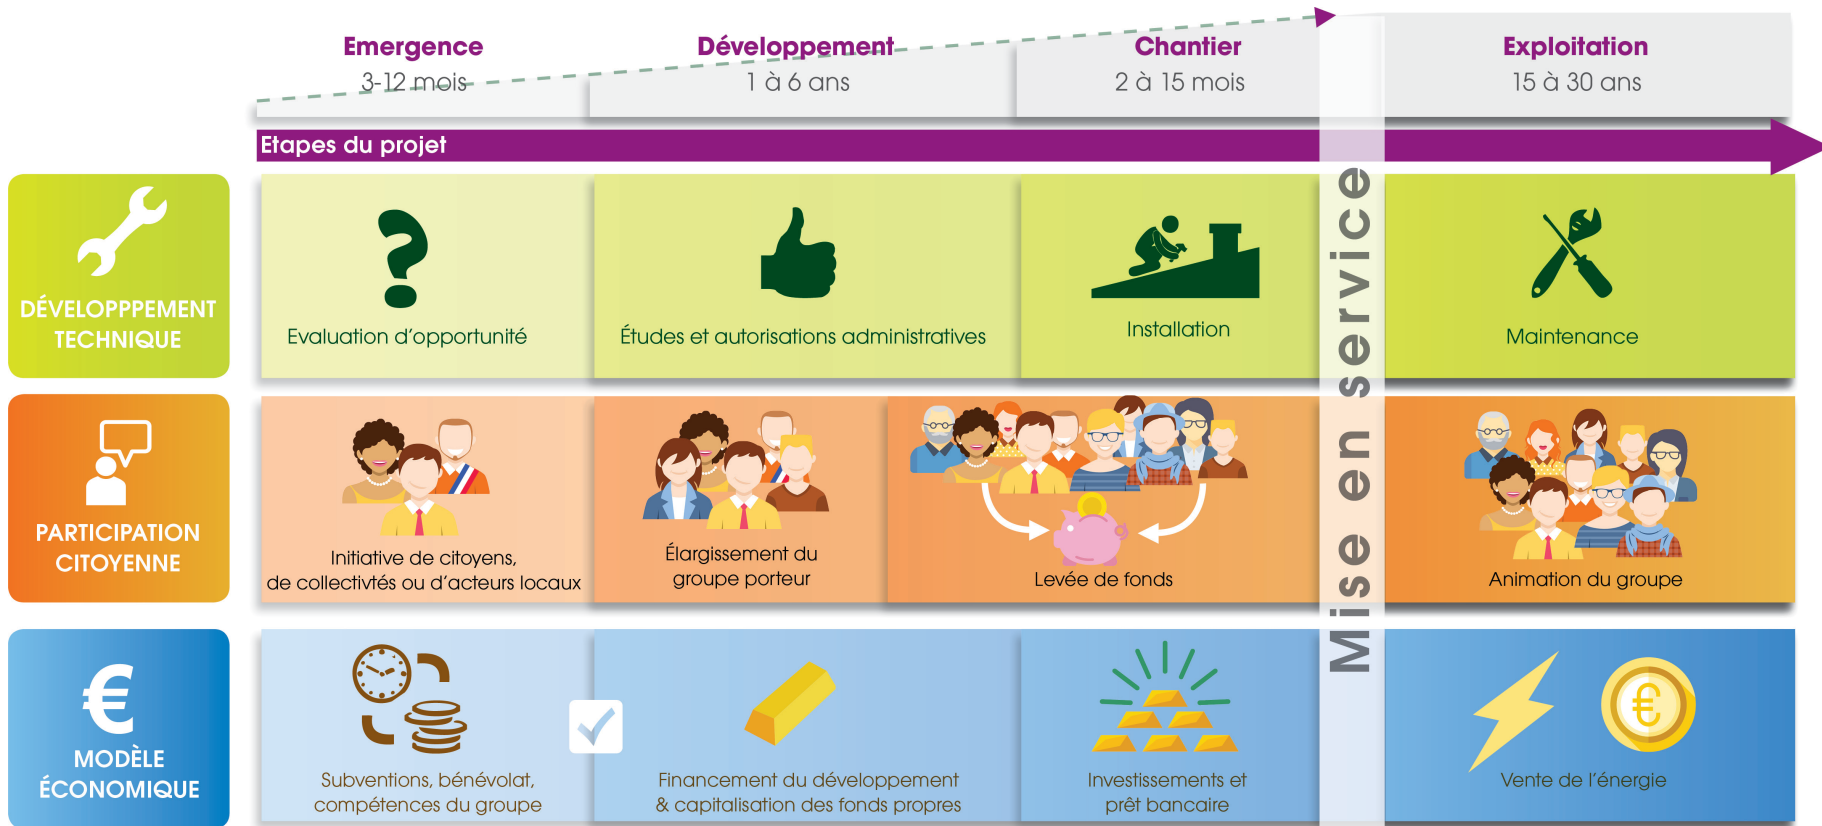 Emergence
3-12 mois
Développement
1 à 6 ans
Chantier
2 à 15 mois
Exploitation
15 à 30 ans
Etapes du projet
Mise en service
DÉVELOPPPEMENT
TECHNIQUE
Evaluation d'opportunité
Études et autorisations administratives
Installation
Maintenance
PARTICIPATION
CITOYENNE
Initiative de citoyens,
de collectivtés ou d'acteurs locaux
Élargissement du
groupe porteur
Levée de fonds
Animation du groupe
€
MODÈLE
ÉCONOMIQUE
Subventions, bénévolat,
compétences du groupe
Financement du développement
& capitalisation des fonds propres
Investissements et
prêt bancaire
€
Vente de l'énergie